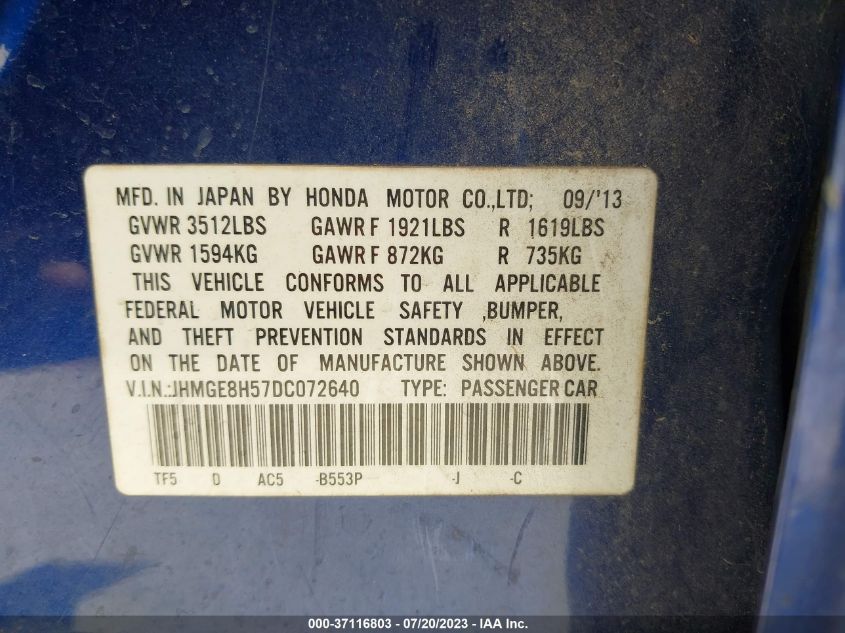 MFD. IN JAPAN BY HONDA MOTOR CO.,LTD; 09/'13
GVWR 3512LBS GAWR F 1921LBS R 1619LBS
GVWR 1594KG GAWR F 872KG R 735KG
THIS VEHICLE CONFORMS TO ALL APPLICABLE
FEDERAL MOTOR VEHICLE SAFETY ,BUMPER,
AND THEFT PREVENTION STANDARDS IN EFFECT
ON THE DATE OF MANUFACTURE SHOWN ABOVE.
V.I.N.:JHMGE8H57DC072640 TYPE: PASSENGER CAR
TF5 D AC5 -B553P -J -C
000-37116803 - 07/20/2023 - IAA Inc.